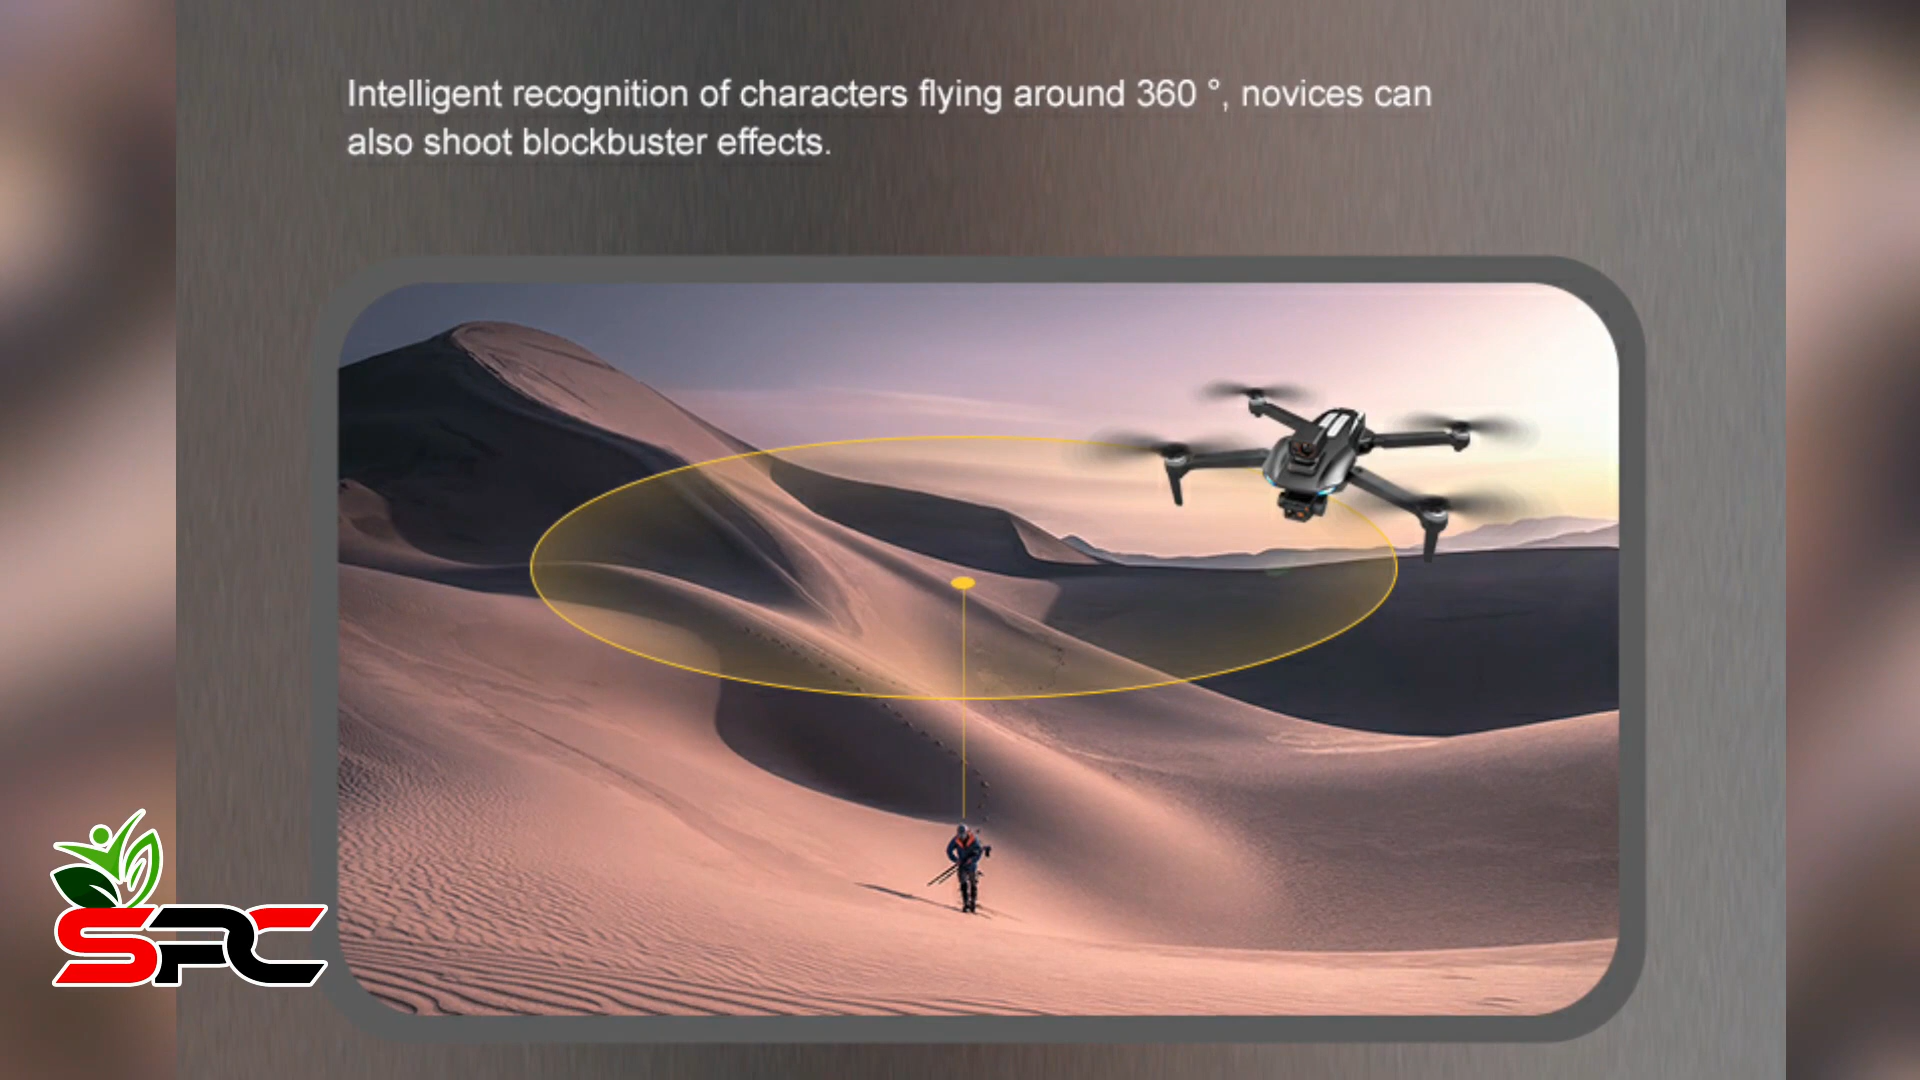 Intelligent recognition of characters flying around 360 °, novices can
also shoot blockbuster effects.
SPC